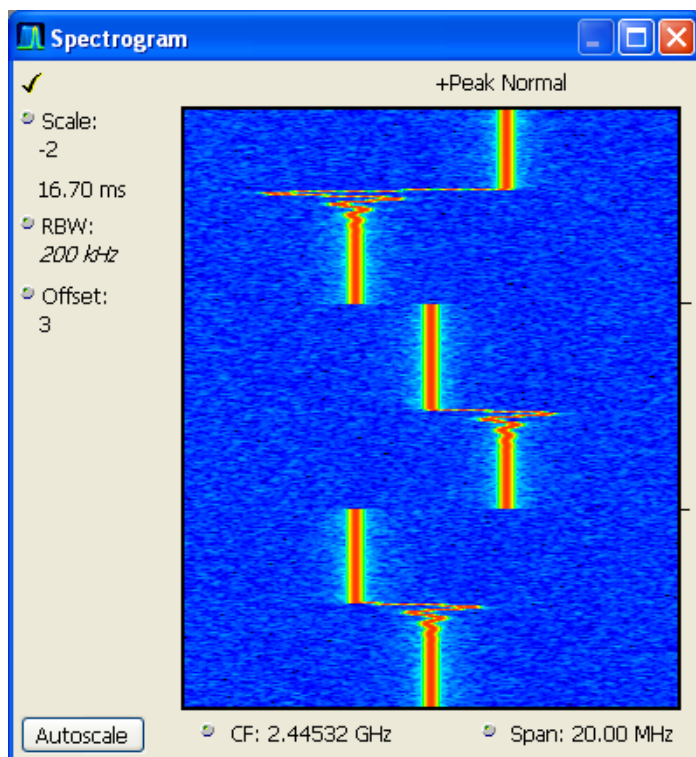 Spectrogram
+Peak Normal
Scale:
-2
16.70 ms
RBW:
200 kHz
Offset:
3
Autoscale
CF: 2.44532 GHz
Span: 20.00 MHz